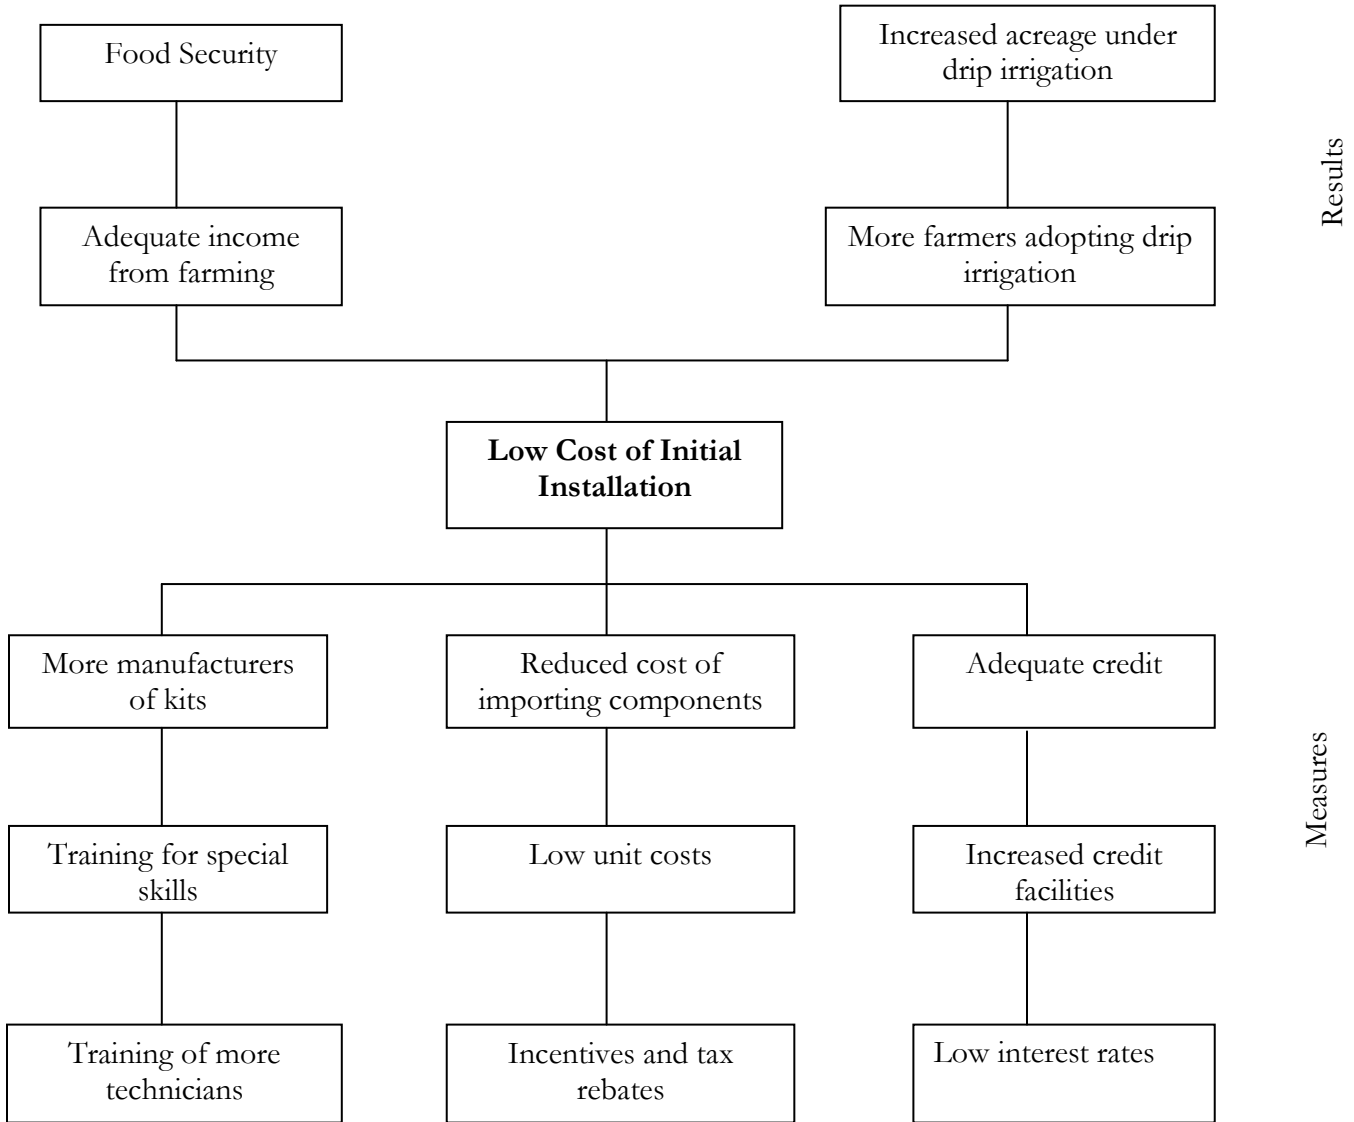 Food Security
Increased acreage under
drip irrigation
Results
Adequate income
from farming
More farmers adopting drip
irrigation
Low Cost of Initial
Installation
More manufacturers
of kits
Reduced cost of
importing components
Adequate credit
Measures
Training for special
skills
Low unit costs
Increased credit
facilities
Training of more
technicians
Incentives and tax
rebates
Low interest rates